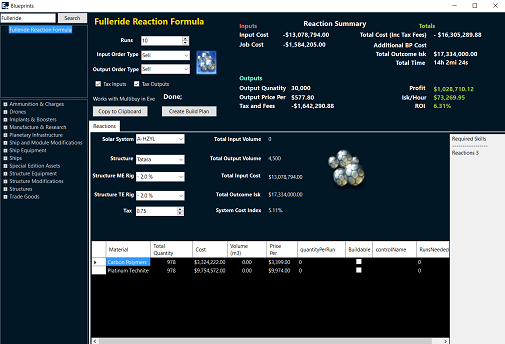 Blueprints
Fulleride
Search
Fulleride Reaction Formula
Ammunition & Charges
Drones
Implants & Boosters
Manufacture & Research
Planetary Infrastructure
Ship and Module Modifications
Ship Equipment
Ships
Special Edition Assets
Structure Equipment
Structure Modifications
Structures
Trade Goods
Fulleride Reaction Formula
Runs 10
Input Order Type Sell
Output Order Type Sell
Tax Inputs Tax Outputs
Works with Multibuy in Eve Done;
Copy to Clipboard Create Build Plan
Reaction Summary
Inputs
Input Cost -$13,078,794.00
Job Cost -$1,584,205.00
Outputs
Output Qunatity 30,000
Output Price Per $577.80
Tax and Fees -$1,642,290.88
Totals
Total Cost (Inc Tax Fees) - $16,305,289.88
Additional BP Cost
Total Outcome Isk $17,334,000.00
Total Time 14h 2mi 24s
Profit $1,028,710.12
Isk/Hour $73,269.95
ROI 6.31%
Reactions
Solar System A-HZYL
Structure Tatara
Structure ME Rig - 2.0 %
Structure TE Rig - 2.0 %
Tax 0.75
Total Input Volume 0
Total Output Volume 4,500
Total Input Cost $13,078,794.00
Total Outcome Isk $17,334,000.00
System Cost Index 5.11%
Required Skills
----------------
Reactions 3
Material Total Quantity Cost Volume (m3) Price Per quantityPerRun Buildable controlName RunsNeeded
Carbon Polymers 978 $3,324,222.00 0.00 $3,399.00 0 0
Platinum Technite 978 $9,754,572.00 0.00 $9,974.00 0 0